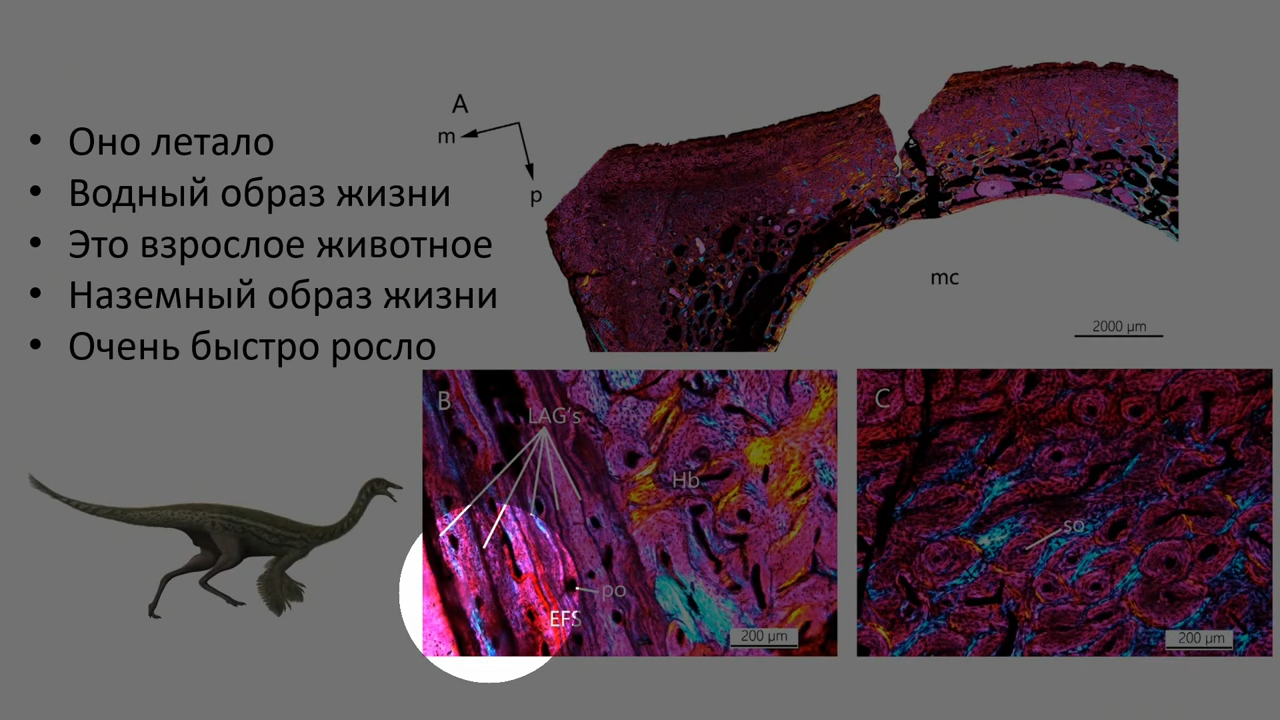 • Оно летало
• Водный образ жизни
• Это взрослое животное
• Наземный образ жизни
• Очень быстро росло
A
m
p
mc
2000 µm
B
LAG's
Hb
po
EFS
200 µm
C
so
200 µm